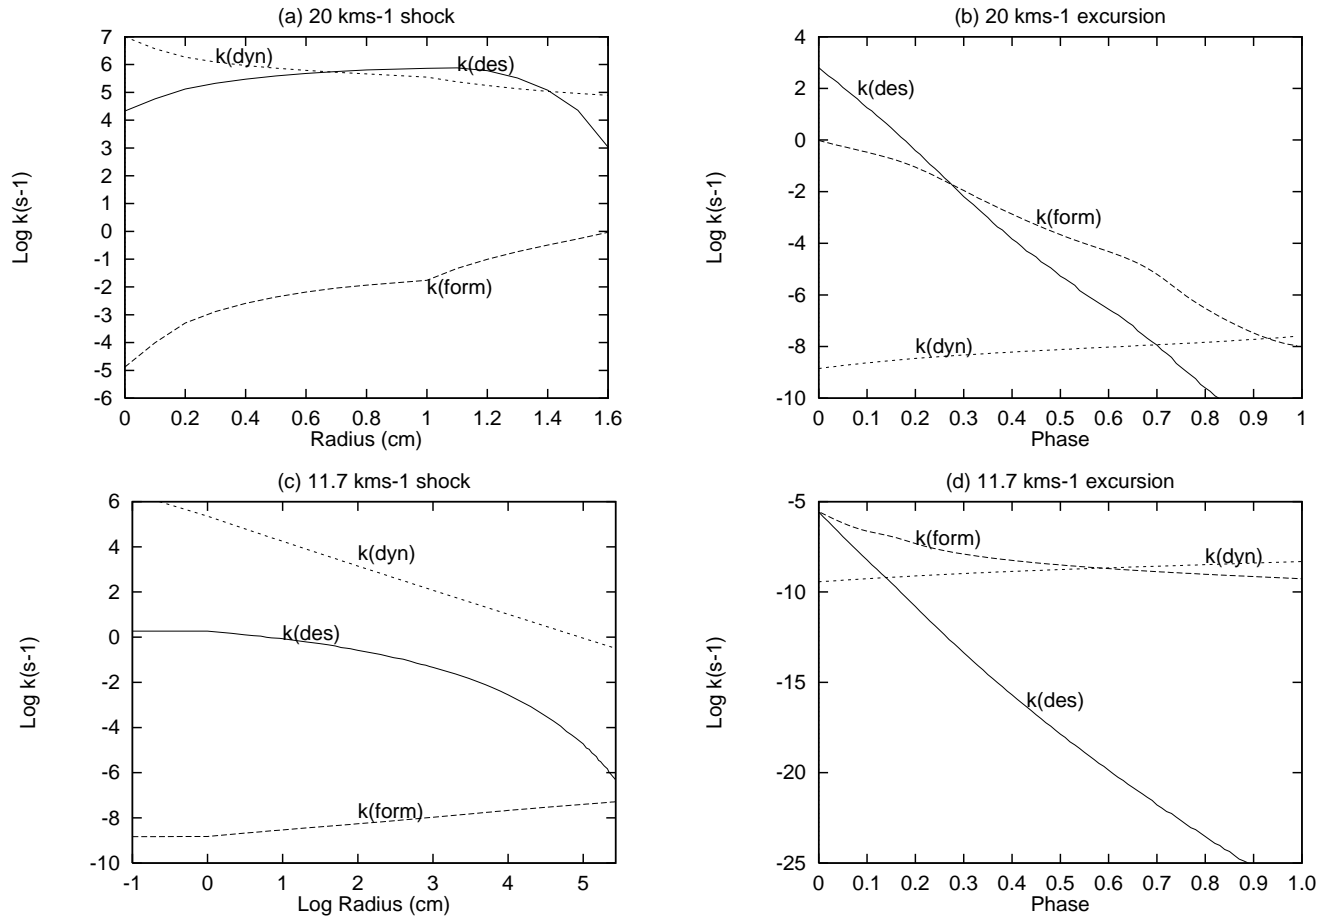 (a) 20 kms-1 shock
7
6
5
4
3
2
1
0
-1
-2
-3
-4
-5
-6
Log k(s-1)
k(dyn)
k(des)
k(form)
0 0.2 0.4 0.6 0.8 1 1.2 1.4 1.6
Radius (cm)
(b) 20 kms-1 excursion
4
2
0
-2
-4
-6
-8
-10
Log k(s-1)
k(des)
k(form)
k(dyn)
0 0.1 0.2 0.3 0.4 0.5 0.6 0.7 0.8 0.9 1
Phase
(c) 11.7 kms-1 shock
6
4
2
0
-2
-4
-6
-8
-10
Log k(s-1)
k(dyn)
k(des)
k(form)
-1 0 1 2 3 4 5
Log Radius (cm)
(d) 11.7 kms-1 excursion
-5
-10
-15
-20
-25
Log k(s-1)
k(form)
k(dyn)
k(des)
0 0.1 0.2 0.3 0.4 0.5 0.6 0.7 0.8 0.9 1.0
Phase